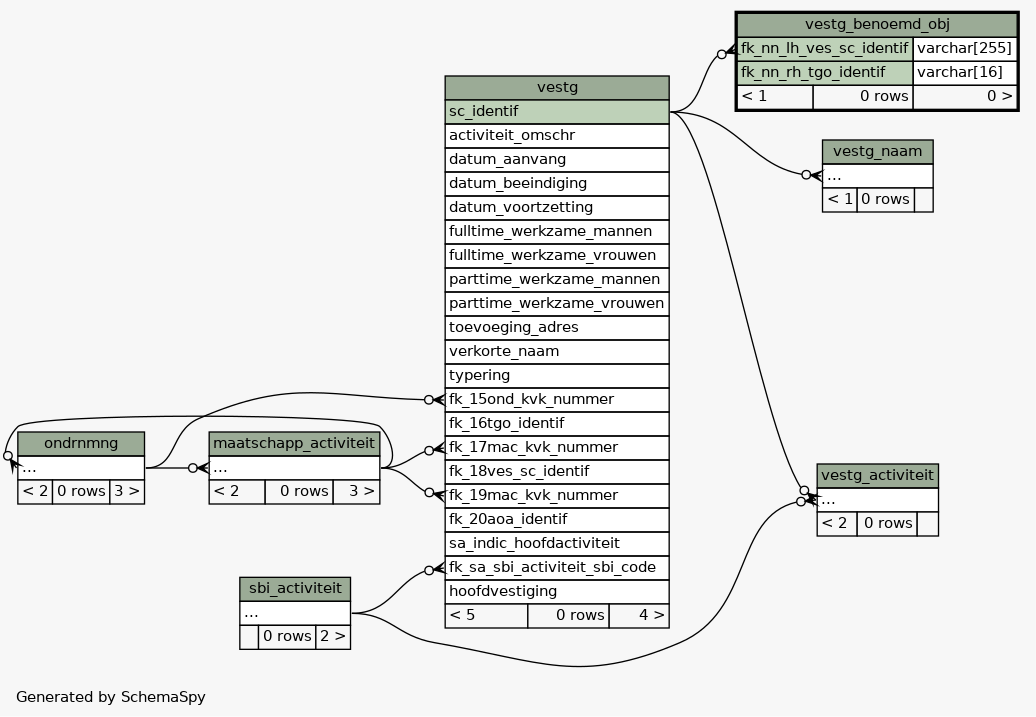 vestg_benoemd_obj
fk_nn_lh_ves_sc_identif varchar[255]
fk_nn_rh_tgo_identif varchar[16]
< 1 0 rows 0 >
vestg
sc_identif
activiteit_omschr
datum_aanvang
datum_beeindiging
datum_voortzetting
fulltime_werkzame_mannen
fulltime_werkzame_vrouwen
parttime_werkzame_mannen
parttime_werkzame_vrouwen
toevoeging_adres
verkorte_naam
typering
fk_15ond_kvk_nummer
fk_16tgo_identif
fk_17mac_kvk_nummer
fk_18ves_sc_identif
fk_19mac_kvk_nummer
fk_20aoa_identif
sa_indic_hoofdactiviteit
fk_sa_sbi_activiteit_sbi_code
hoofdvestiging
< 5 0 rows 4 >
vestg_naam
...
< 1 0 rows
ondrnmng
...
< 2 0 rows 3 >
maatschapp_activiteit
...
< 2 0 rows 3 >
vestg_activiteit
...
< 2 0 rows
sbi_activiteit
...
0 rows 2 >
Generated by SchemaSpy